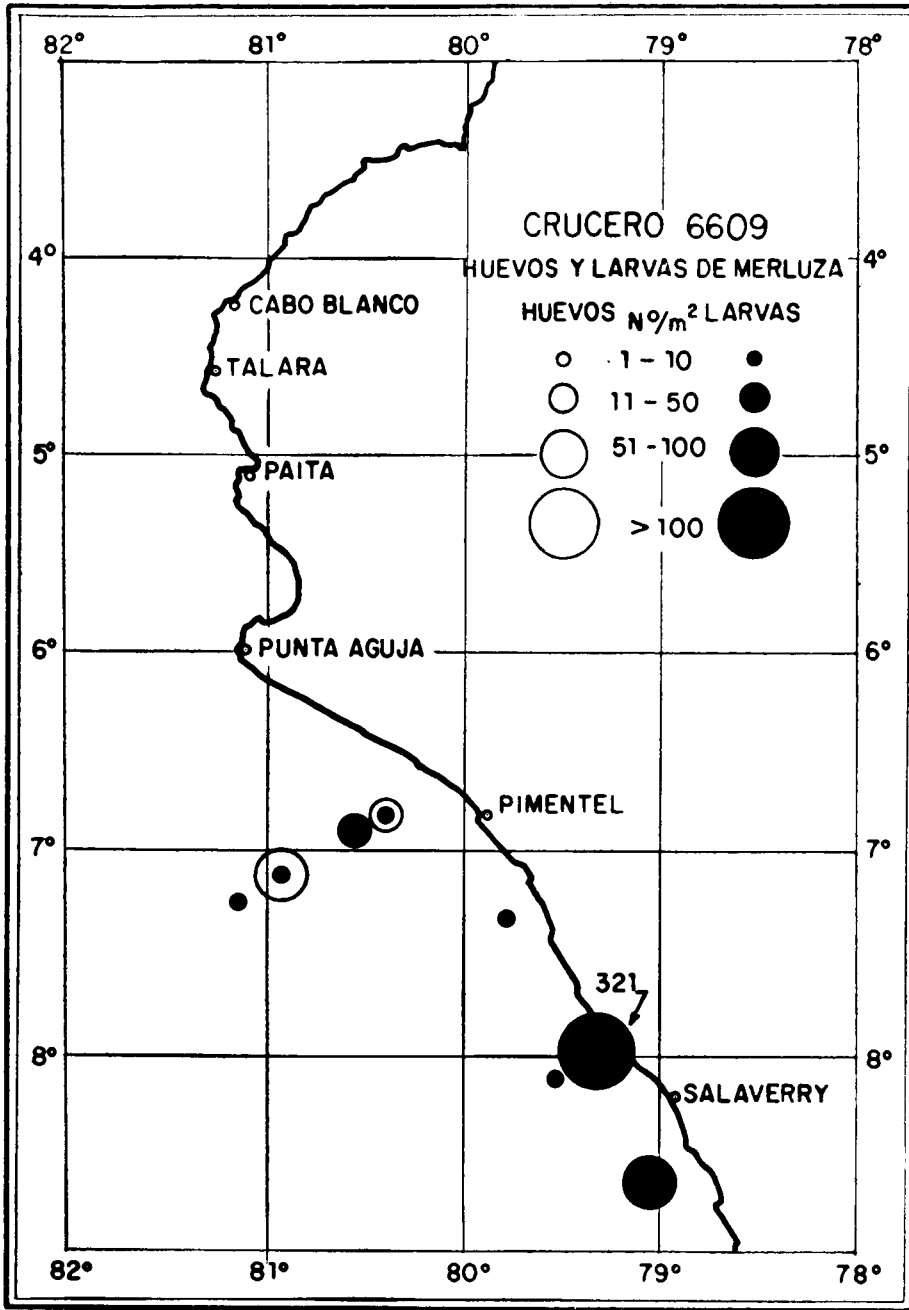 82° 81° 80° 79° 78°
CRUCERO 6609
4° 4°
HUEVOS Y LARVAS DE MERLUZA
CABO BLANCO
HUEVOS Nº/m² LARVAS
1 - 10
TALARA
11 - 50
51 - 100
5° 5°
PAITA
> 100
6° 6°
PUNTA AGUJA
PIMENTEL
7° 7°
321
8° 8°
SALAVERRY
82° 81° 80° 79° 78°